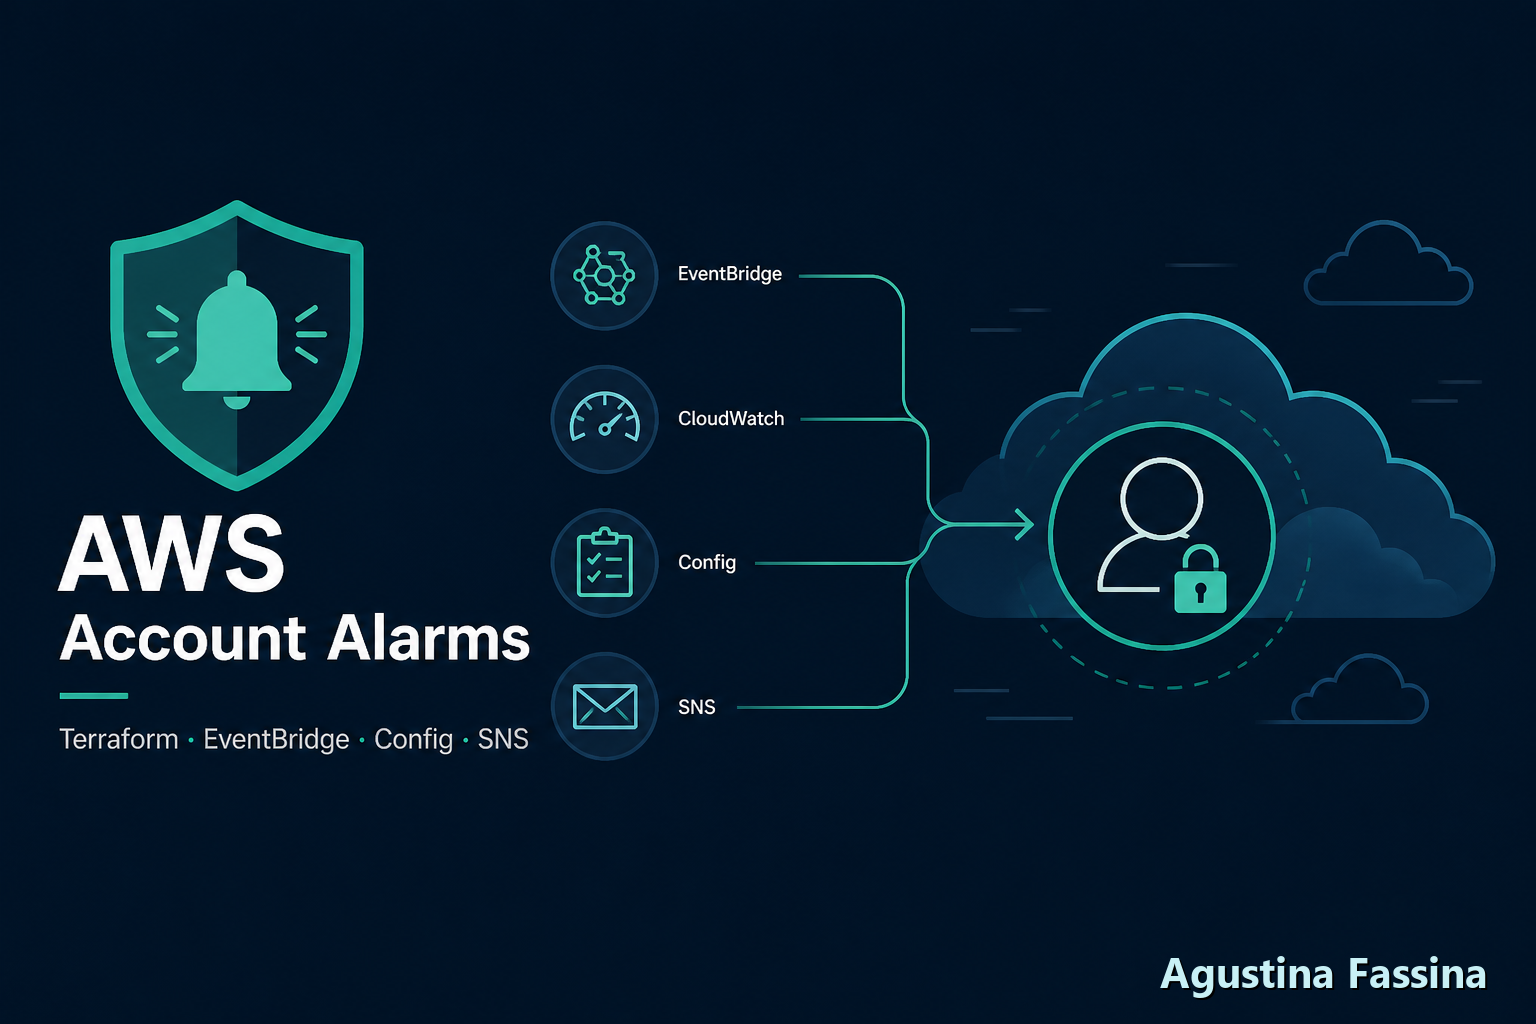 AWS
Account Alarms
Terraform · EventBridge · Config · SNS
EventBridge
CloudWatch
Config
SNS
Agustina Fassina